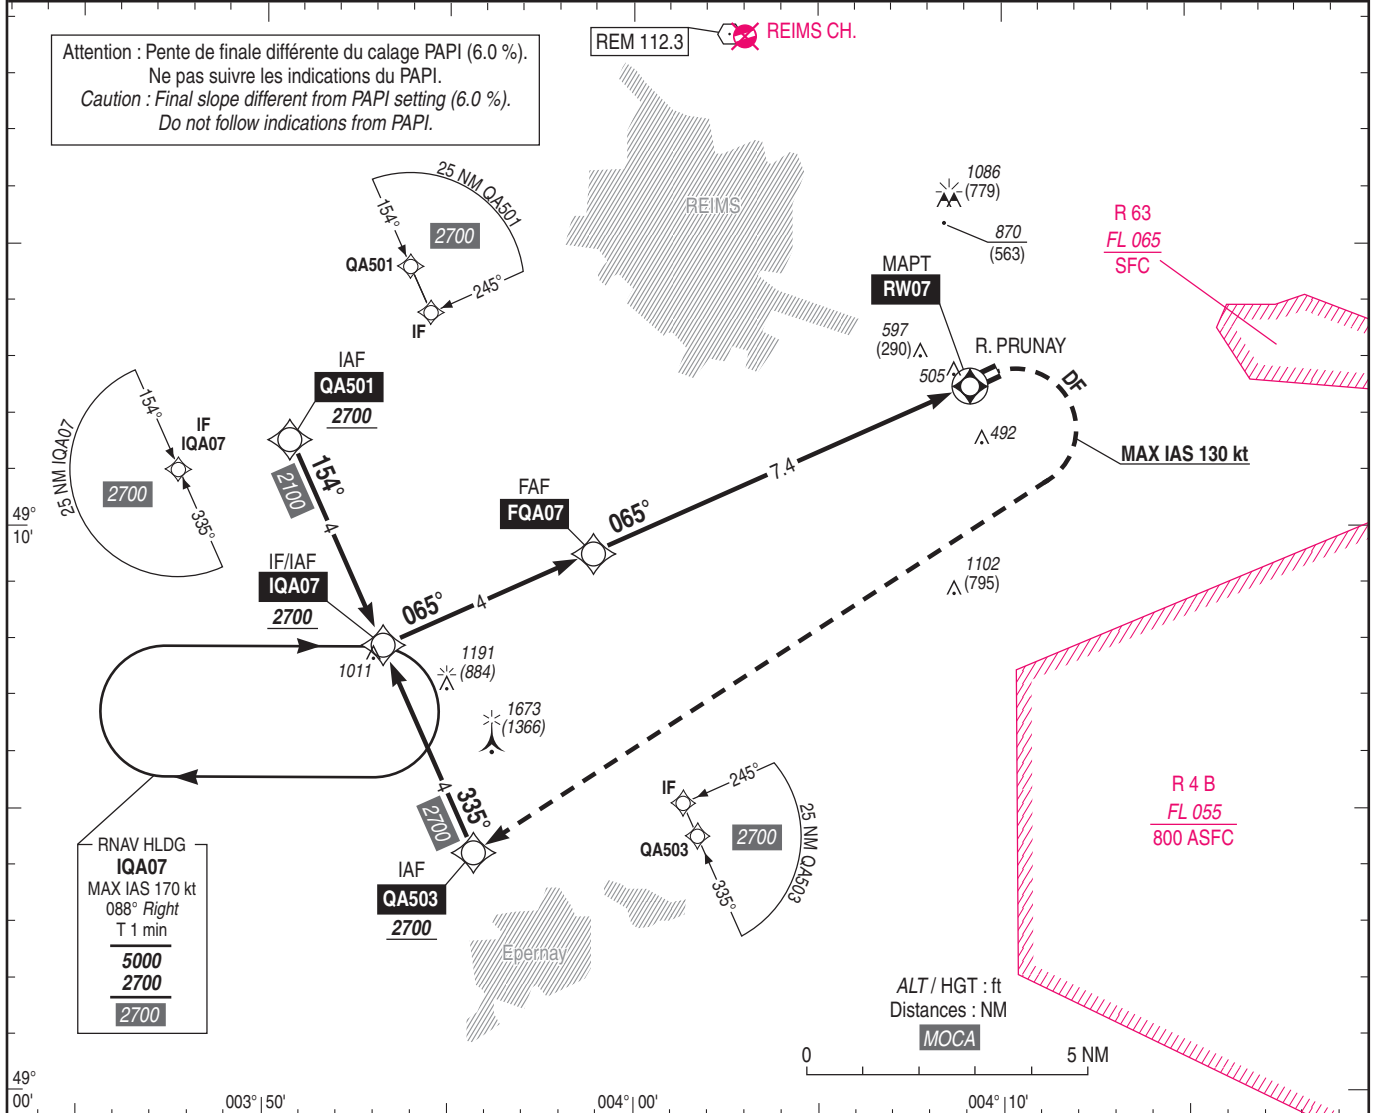 REM 112.3
REIMS CH.
Attention : Pente de finale différente du calage PAPI (6.0 %).
Ne pas suivre les indications du PAPI.
Caution : Final slope different from PAPI setting (6.0 %).
Do not follow indications from PAPI.
25 NM QA501
154°
2700
QA501
245°
IF
REIMS
1086
(779)
870
(563)
R 63
FL 065
SFC
MAPT
RW07
597
(290)
505
R. PRUNAY
DF
492
MAX IAS 130 kt
IAF
QA501
2700
25 NM IQA07
154°
IF
IQA07
2700
335°
154°
2100
4
7.4
FAF
FQA07
065°
49°
10'
IF/IAF
IQA07
2700
065°
4
1102
(795)
1011
1191
(884)
1673
(1366)
4
335°
2700
IAF
QA503
2700
IF
245°
QA503
2700
25 NM QA503
335°
R 4 B
FL 055
800 ASFC
RNAV HLDG
IQA07
MAX IAS 170 kt
088° Right
T 1 min
5000
2700
2700
Epernay
ALT / HGT : ft
Distances : NM
MOCA
0
5 NM
49°
00'
003° 50'
004° 00'
004° 10'